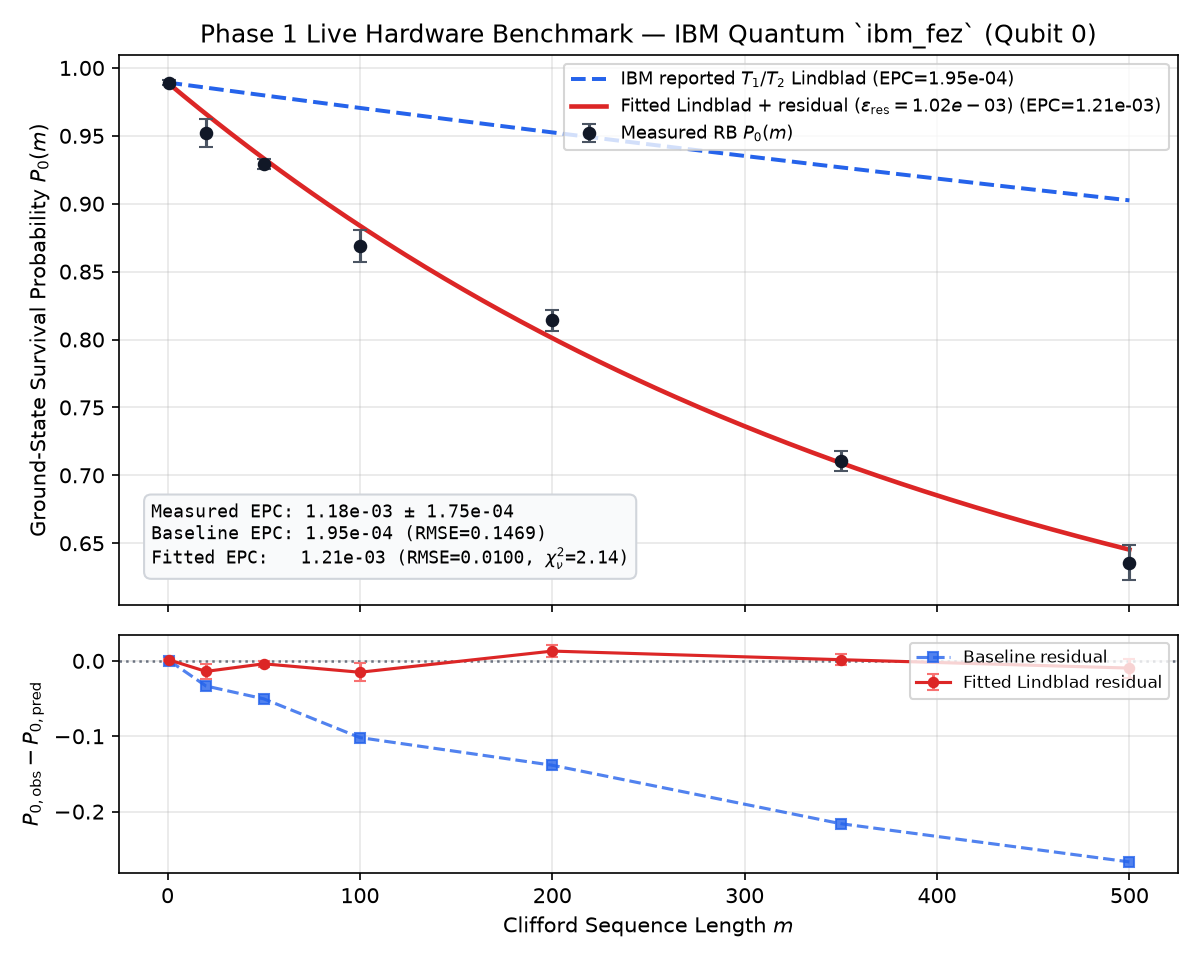 Phase 1 Live Hardware Benchmark — IBM Quantum `ibm_fez` (Qubit 0)
Ground-State Survival Probability P₀(m)
1.00
0.95
0.90
0.85
0.80
0.75
0.70
0.65
IBM reported T₁/T₂ Lindblad (EPC=1.95e-04)
Fitted Lindblad + residual (ε_res = 1.02e − 03) (EPC=1.21e-03)
Measured RB P₀(m)
Measured EPC: 1.18e-03 ± 1.75e-04
Baseline EPC: 1.95e-04 (RMSE=0.1469)
Fitted EPC:   1.21e-03 (RMSE=0.0100, χ²_ν=2.14)
P₀,obs − P₀,pred
0.0
−0.1
−0.2
Baseline residual
Fitted Lindblad residual
0 100 200 300 400 500
Clifford Sequence Length m